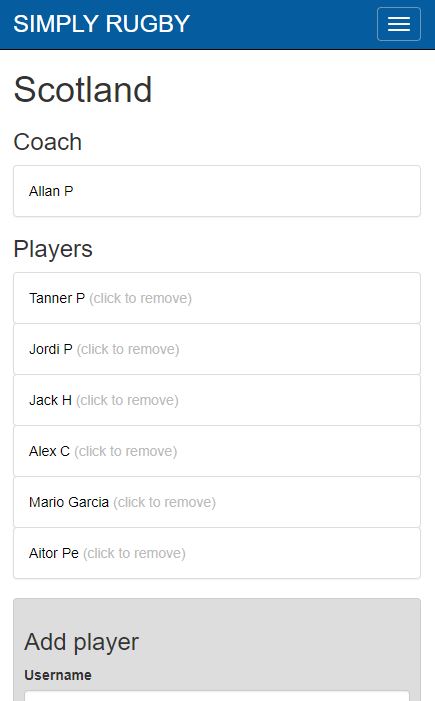 SIMPLY RUGBY
Scotland
Coach
Allan P
Players
Tanner P (click to remove)
Jordi P (click to remove)
Jack H (click to remove)
Alex C (click to remove)
Mario Garcia (click to remove)
Aitor Pe (click to remove)
Add player
Username